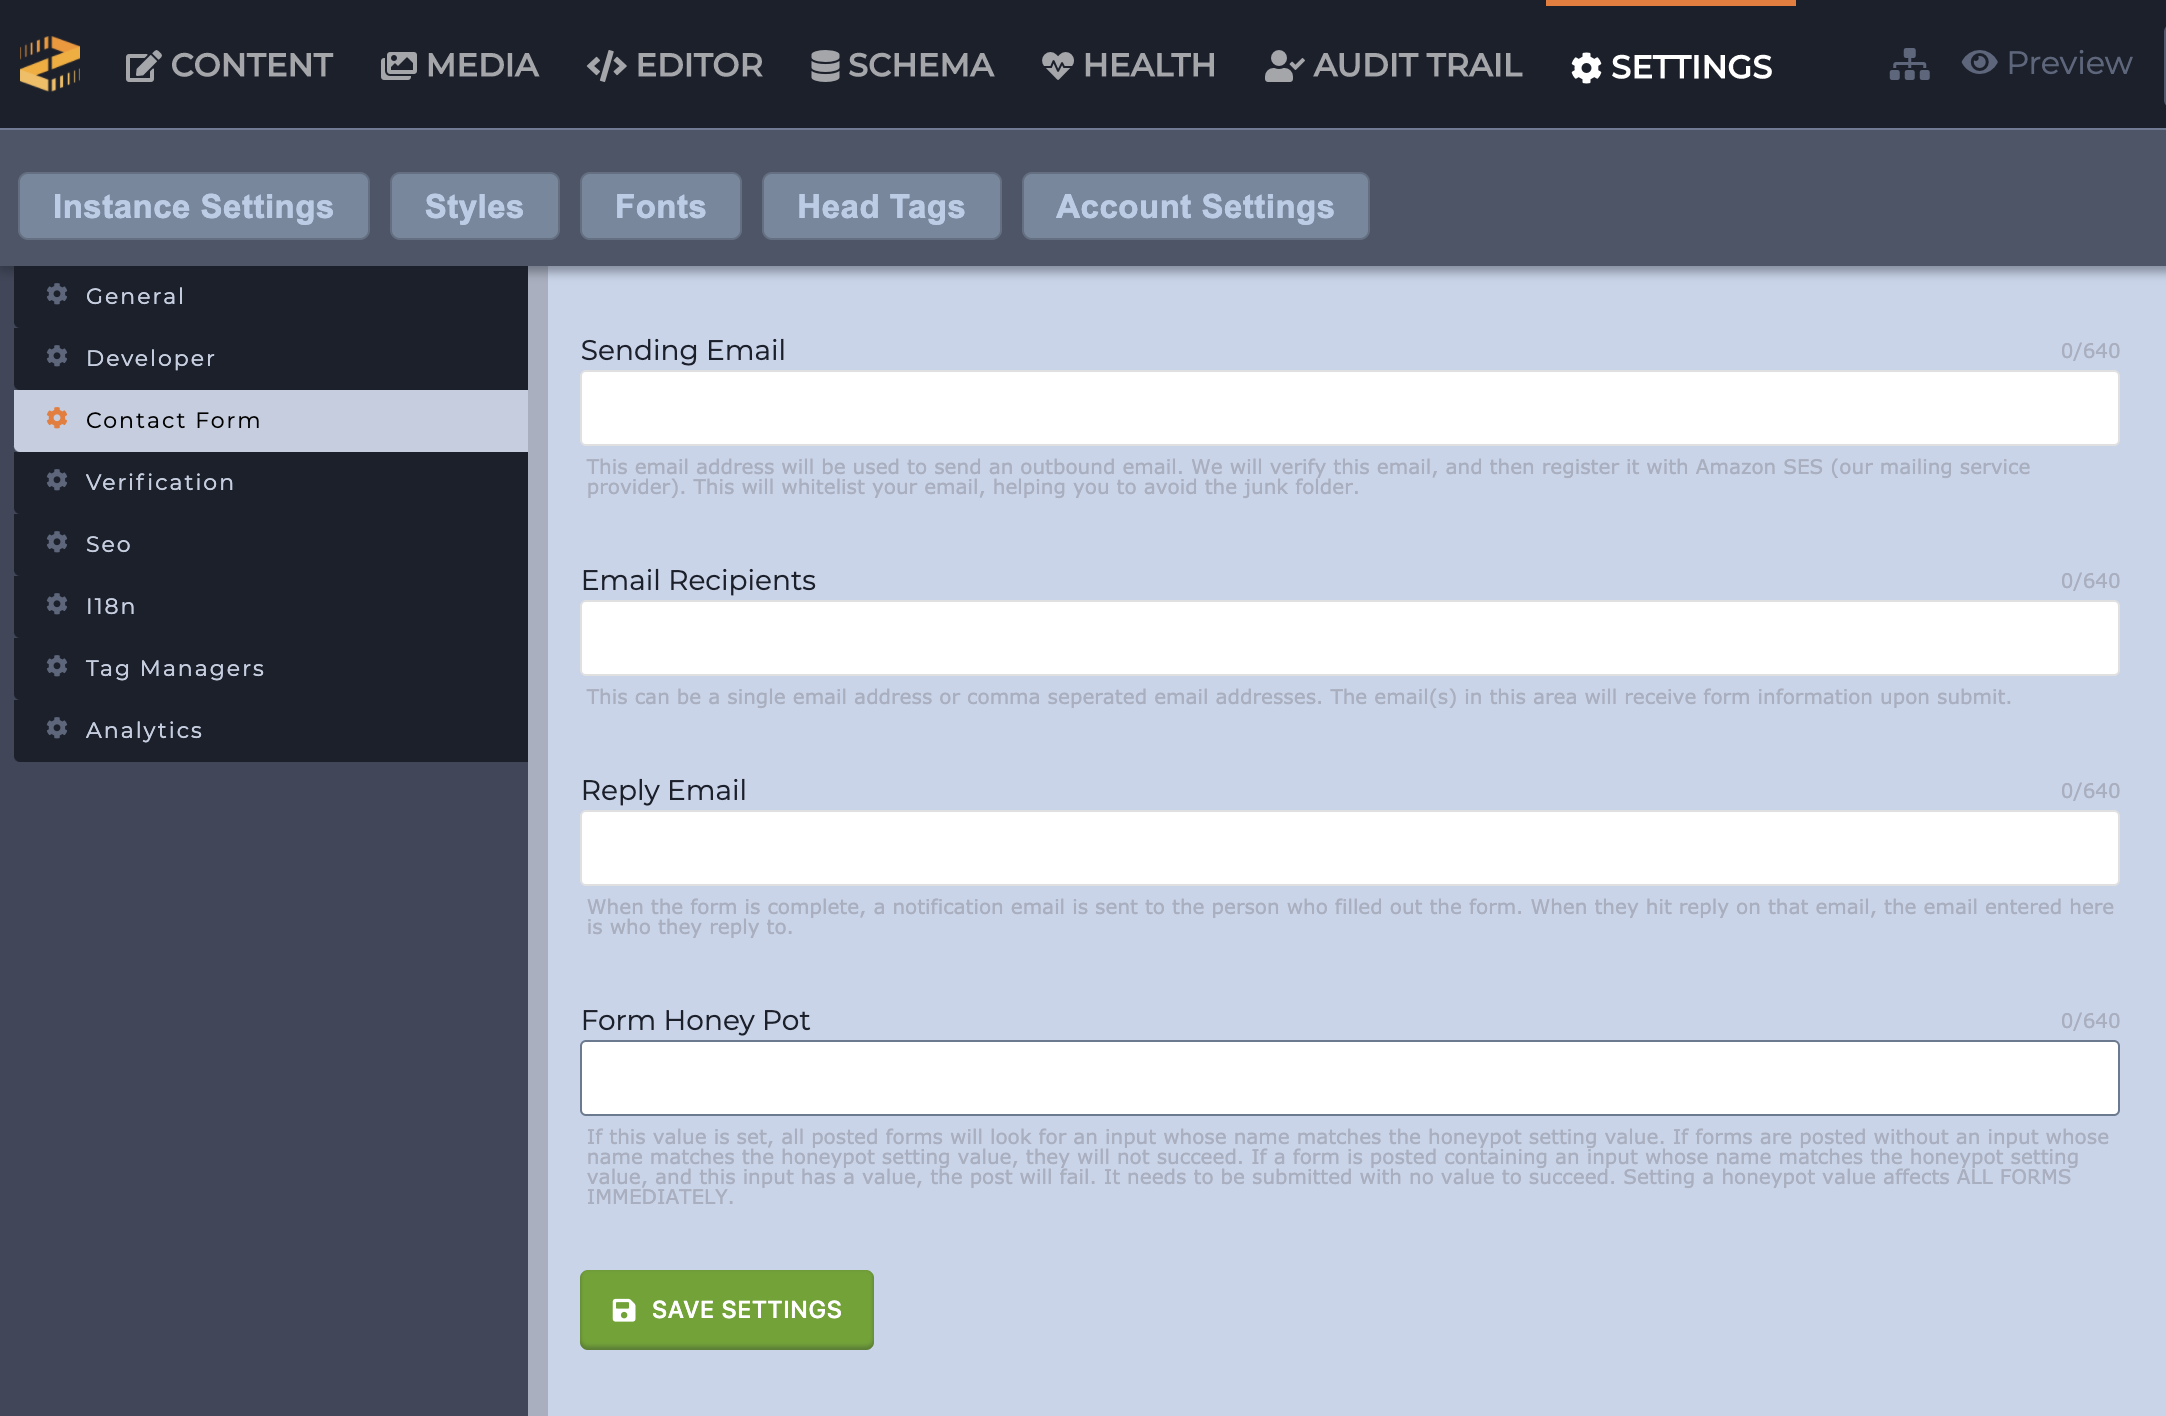 CONTENT MEDIA EDITOR SCHEMA HEALTH AUDIT TRAIL SETTINGS Preview
Instance Settings Styles Fonts Head Tags Account Settings
General
Developer
Contact Form
Verification
Seo
I18n
Tag Managers
Analytics
Sending Email 0/640
This email address will be used to send an outbound email. We will verify this email, and then register it with Amazon SES (our mailing service
provider). This will whitelist your email, helping you to avoid the junk folder.
Email Recipients 0/640
This can be a single email address or comma seperated email addresses. The email(s) in this area will receive form information upon submit.
Reply Email 0/640
When the form is complete, a notification email is sent to the person who filled out the form. When they hit reply on that email, the email entered here
is who they reply to.
Form Honey Pot 0/640
If this value is set, all posted forms will look for an input whose name matches the honeypot setting value. If forms are posted without an input whose
name matches the honeypot setting value, they will not succeed. If a form is posted containing an input whose name matches the honeypot setting
value, and this input has a value, the post will fail. It needs to be submitted with no value to succeed. Setting a honeypot value affects ALL FORMS
IMMEDIATELY.
SAVE SETTINGS